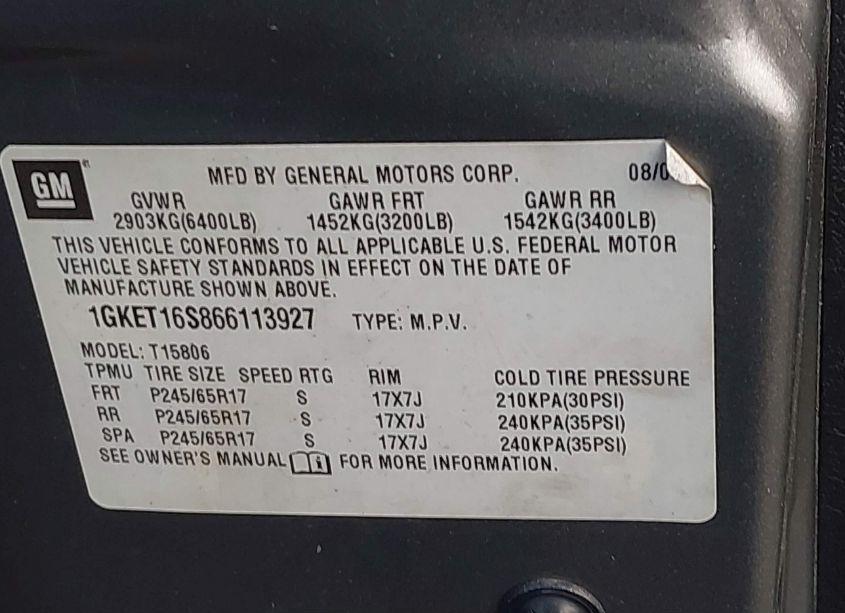 GM
MFD BY GENERAL MOTORS CORP. 08/0
GVWR GAWR FRT GAWR RR
2903KG(6400LB) 1452KG(3200LB) 1542KG(3400LB)
THIS VEHICLE CONFORMS TO ALL APPLICABLE U.S. FEDERAL MOTOR
VEHICLE SAFETY STANDARDS IN EFFECT ON THE DATE OF
MANUFACTURE SHOWN ABOVE.
1GKET16S866113927 TYPE: M.P.V.
MODEL: T15806
TPMU TIRE SIZE SPEED RTG RIM COLD TIRE PRESSURE
FRT P245/65R17 S 17X7J 210KPA(30PSI)
RR P245/65R17 S 17X7J 240KPA(35PSI)
SPA P245/65R17 S 17X7J 240KPA(35PSI)
SEE OWNER'S MANUAL FOR MORE INFORMATION.